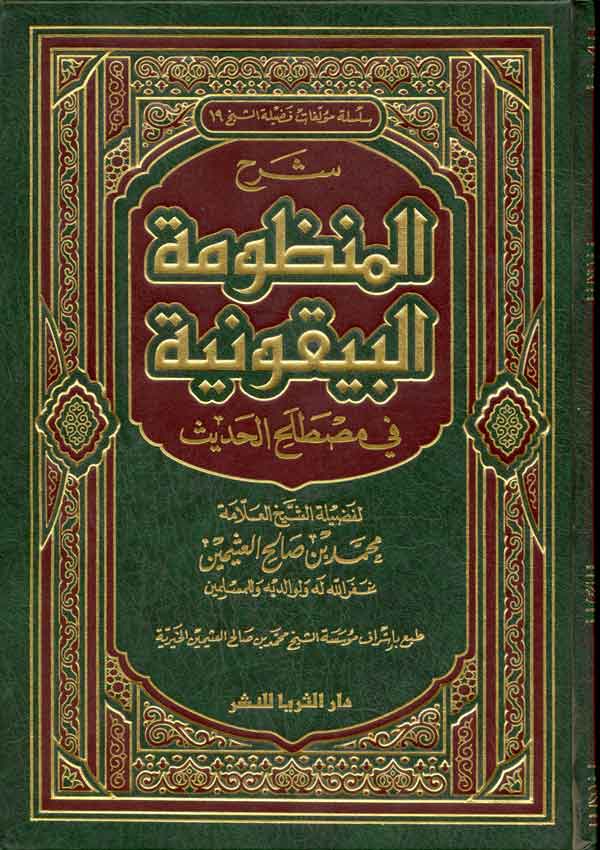 سلسلة مؤلفات فضيلة الشيخ ١٩
شرح
المنظومة
البيقونية
في مصطلح الحديث
لفضيلة الشيخ العلامة
محمد بن صالح العثيمين
غفر الله له ولوالديه وللمسلمين
طبع بإشراف مؤسسة الشيخ محمد بن صالح العثيمين الخيرية
دار الثريا للنشر